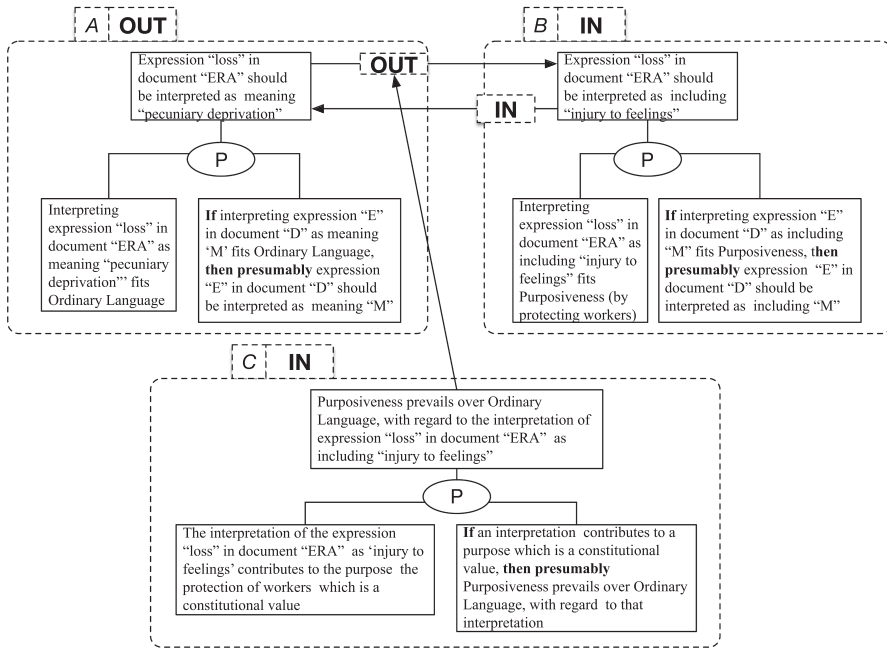 A OUT
B IN
Expression “loss” in
document “ERA” should
be interpreted as meaning
“pecuniary deprivation”
OUT
IN
Expression “loss” in
document “ERA” should
be interpreted as including
“injury to feelings”
P
P
Interpreting
expression “loss” in
document “ERA” as
meaning “pecuniary
deprivation”’ fits
Ordinary Language
If interpreting expression “E”
in document “D” as meaning
‘M’ fits Ordinary Language,
then presumably expression
“E” in document “D” should
be interpreted as meaning “M”
Interpreting
expression “loss” in
document “ERA” as
including “injury to
feelings” fits
Purposiveness (by
protecting workers)
If interpreting expression “E”
in document “D” as including
“M” fits Purposiveness, then
presumably expression “E” in
document “D” should be
interpreted as including “M”
C IN
Purposiveness prevails over Ordinary
Language, with regard to the interpretation of
expression “loss” in document “ERA” as
including “injury to feelings”
P
The interpretation of the expression
“loss” in document “ERA” as ‘injury to
feelings’ contributes to the purpose the
protection of workers which is a
constitutional value
If an interpretation contributes to a
purpose which is a constitutional
value, then presumably
Purposiveness prevails over Ordinary
Language, with regard to that
interpretation